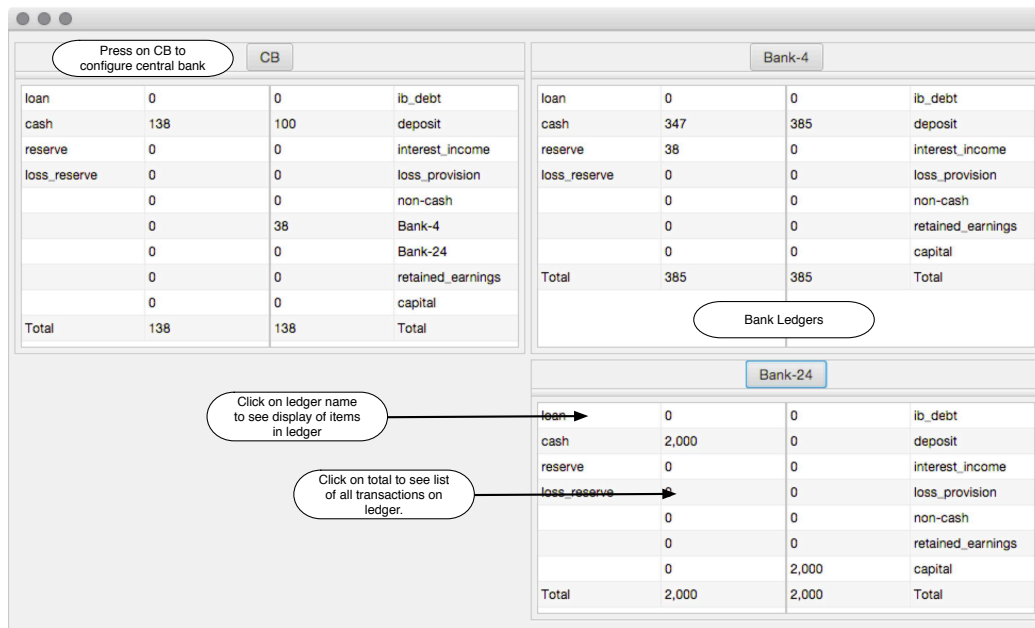 Press on CB to
configure central bank
CB
loan 0 0 ib_debt
cash 138 100 deposit
reserve 0 0 interest_income
loss_reserve 0 0 loss_provision
0 0 non-cash
0 38 Bank-4
0 0 Bank-24
0 0 retained_earnings
0 0 capital
Total 138 138 Total
Bank-4
loan 0 0 ib_debt
cash 347 385 deposit
reserve 38 0 interest_income
loss_reserve 0 0 loss_provision
0 0 non-cash
0 0 retained_earnings
0 0 capital
Total 385 385 Total
Bank Ledgers
Bank-24
Click on ledger name
to see display of items
in ledger
Click on total to see list
of all transactions on
ledger.
loan 0 0 ib_debt
cash 2,000 0 deposit
reserve 0 0 interest_income
loss_reserve 0 0 loss_provision
0 0 non-cash
0 0 retained_earnings
0 2,000 capital
Total 2,000 2,000 Total